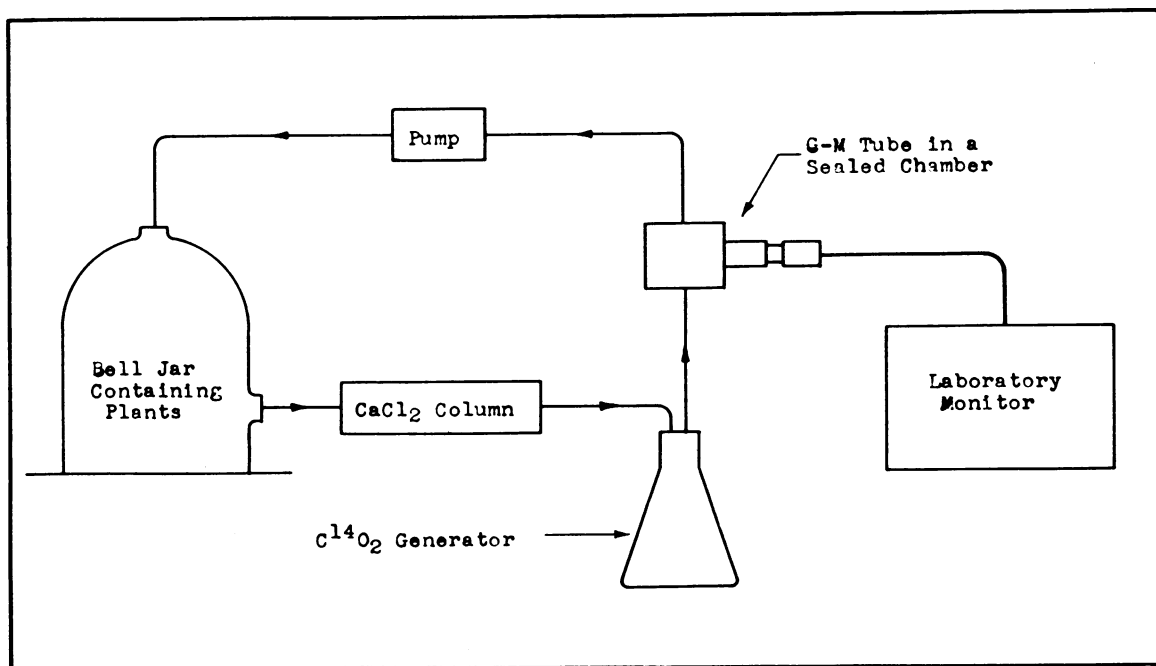 Pump
G-M Tube in a
Sealed Chamber
Bell Jar
Containing
Plants
CaCl₂ Column
Laboratory
Monitor
C¹⁴O₂ Generator